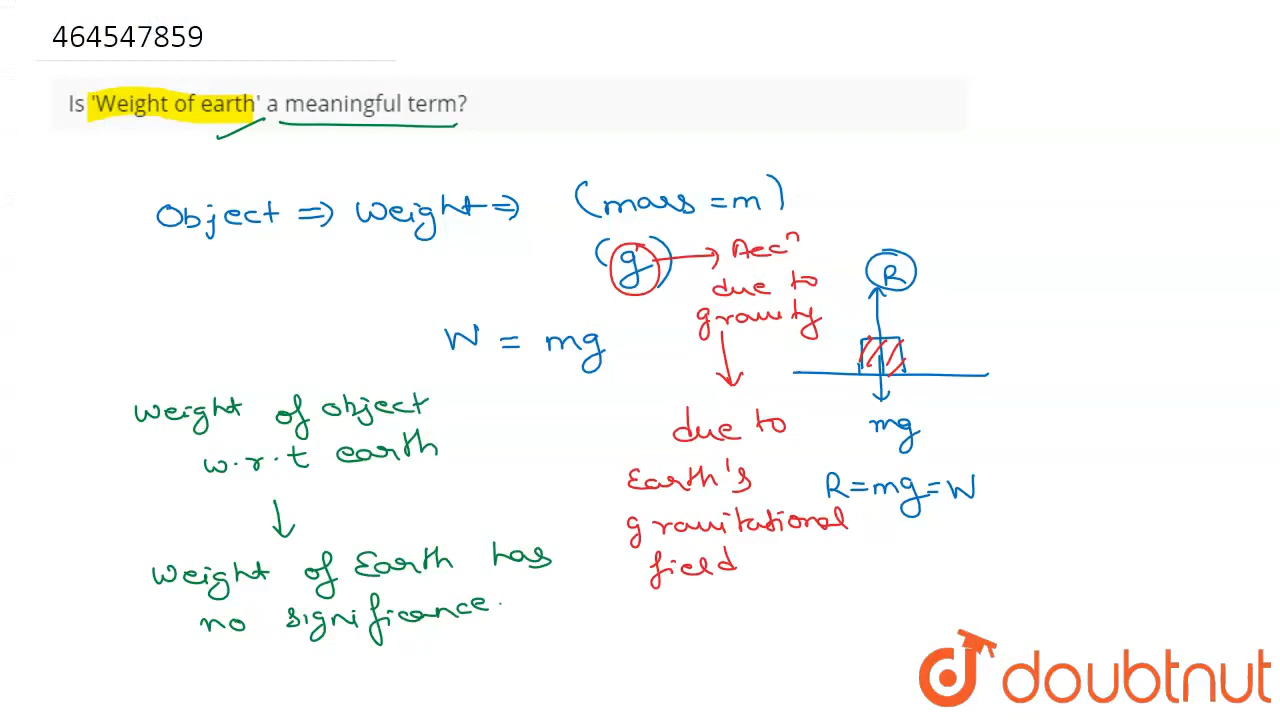 464547859
Is 'Weight of earth' a meaningful term?
Object ⇒ Weight ⇒ (mass = m)
(g) → Accⁿ
due to
gravity
R
W = mg
mg
R = mg = W
due to
Earth's
gravitational
field
Weight of object
w.r.t earth
↓
Weight of Earth has
no significance.
doubtnut